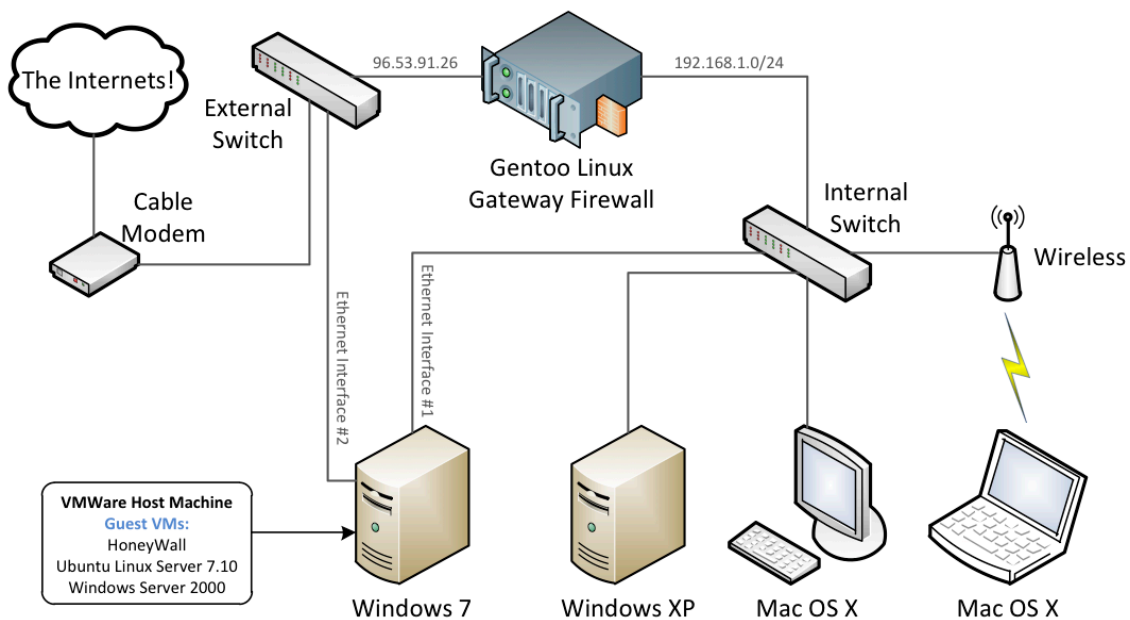 The Internets!
External
Switch
96.53.91.26
192.168.1.0/24
Gentoo Linux
Gateway Firewall
Cable
Modem
Internal
Switch
Wireless
Ethernet Interface #2
Ethernet Interface #1
VMWare Host Machine
Guest VMs:
HoneyWall
Ubuntu Linux Server 7.10
Windows Server 2000
Windows 7
Windows XP
Mac OS X
Mac OS X